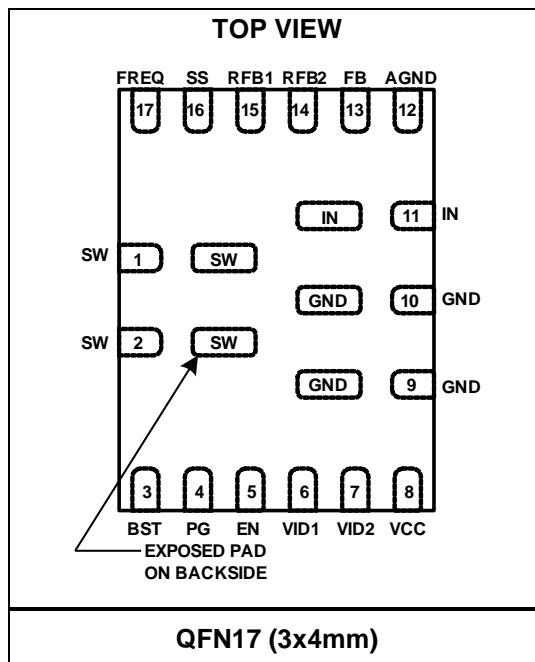 TOP VIEW
FREQ SS RFB1 RFB2 FB AGND
17 16 15 14 13 12
IN 11 IN
SW 1 SW
GND 10 GND
SW 2 SW
GND 9 GND
3 4 5 6 7 8
BST PG EN VID1 VID2 VCC
EXPOSED PAD
ON BACKSIDE
QFN17 (3x4mm)